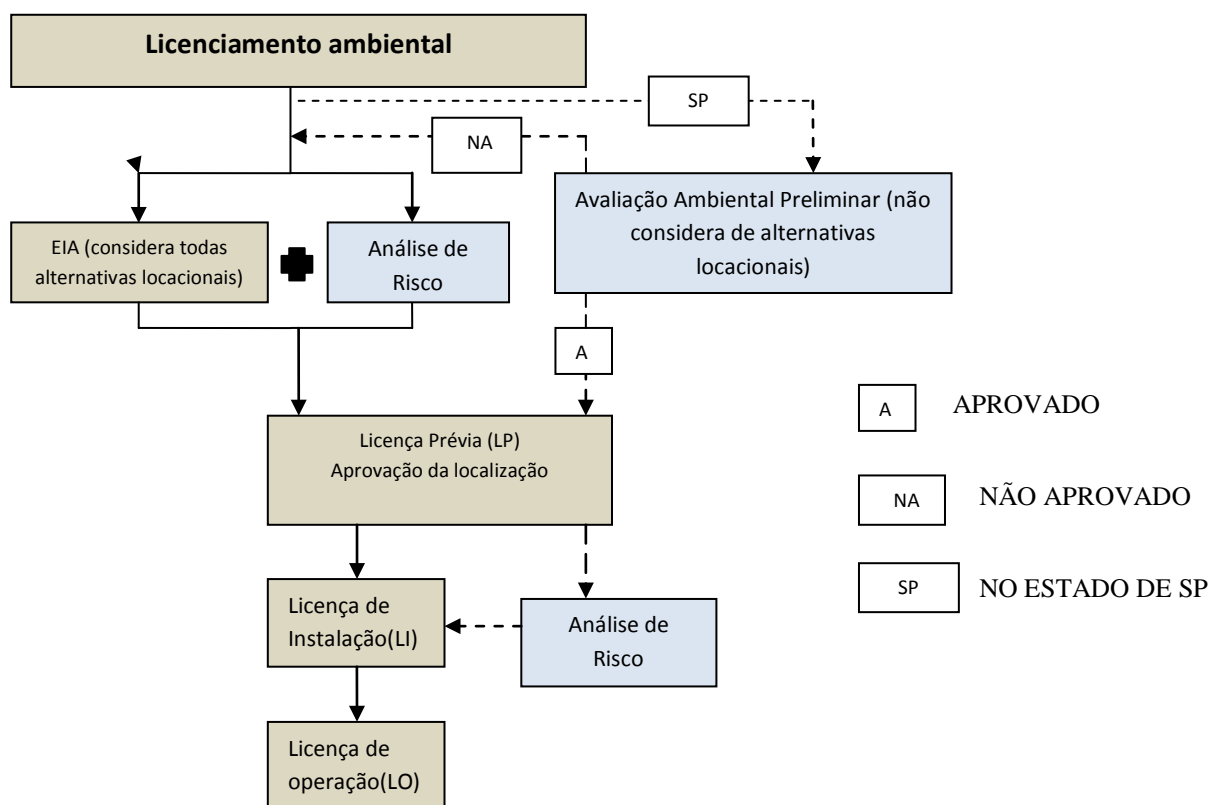 Licenciamento ambiental
SP
NA
EIA (considera todas
alternativas locacionais)
Análise de
Risco
Avaliação Ambiental Preliminar (não
considera de alternativas
locacionais)
A
Licença Prévia (LP)
Aprovação da localização
A
APROVADO
NA
NÃO APROVADO
SP
NO ESTADO DE SP
Licença de
Instalação(LI)
Análise de
Risco
Licença de
operação(LO)